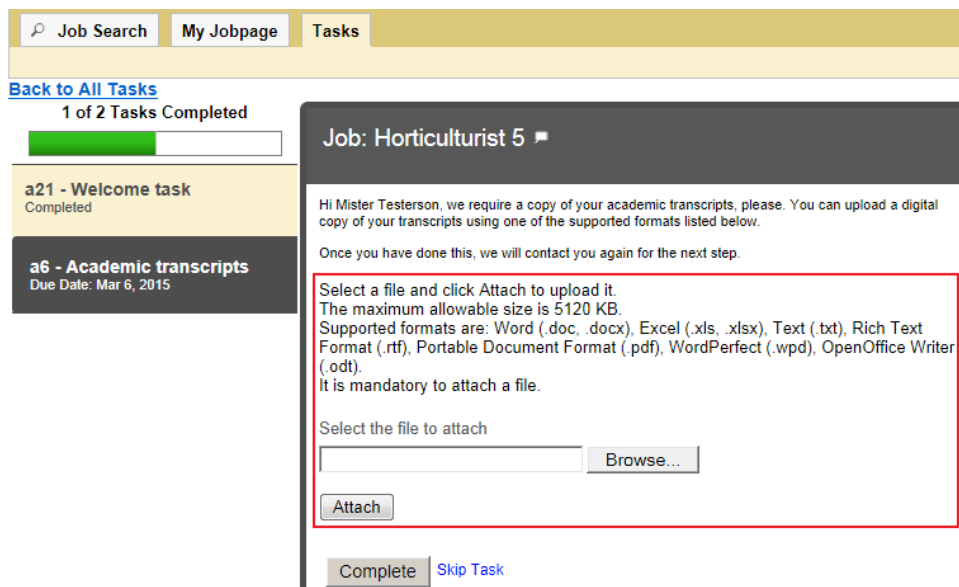 Job Search
My Jobpage
Tasks
Back to All Tasks
1 of 2 Tasks Completed
a21 - Welcome task
Completed
a6 - Academic transcripts
Due Date: Mar 6, 2015
Job: Horticulturist 5
Hi Mister Testerson, we require a copy of your academic transcripts, please. You can upload a digital
copy of your transcripts using one of the supported formats listed below.
Once you have done this, we will contact you again for the next step.
Select a file and click Attach to upload it.
The maximum allowable size is 5120 KB.
Supported formats are: Word (.doc, .docx), Excel (.xls, .xlsx), Text (.txt), Rich Text
Format (.rtf), Portable Document Format (.pdf), WordPerfect (.wpd), OpenOffice Writer
(.odt).
It is mandatory to attach a file.
Select the file to attach
Browse...
Attach
Complete
Skip Task